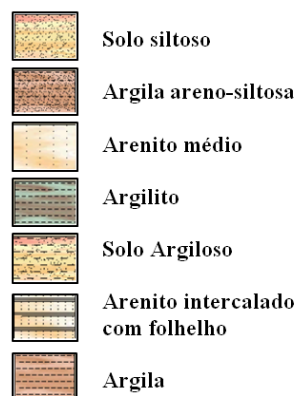 Solo siltoso
Argila areno-siltosa
Arenito médio
Argilito
Solo Argiloso
Arenito intercalado
com folhelho
Argila